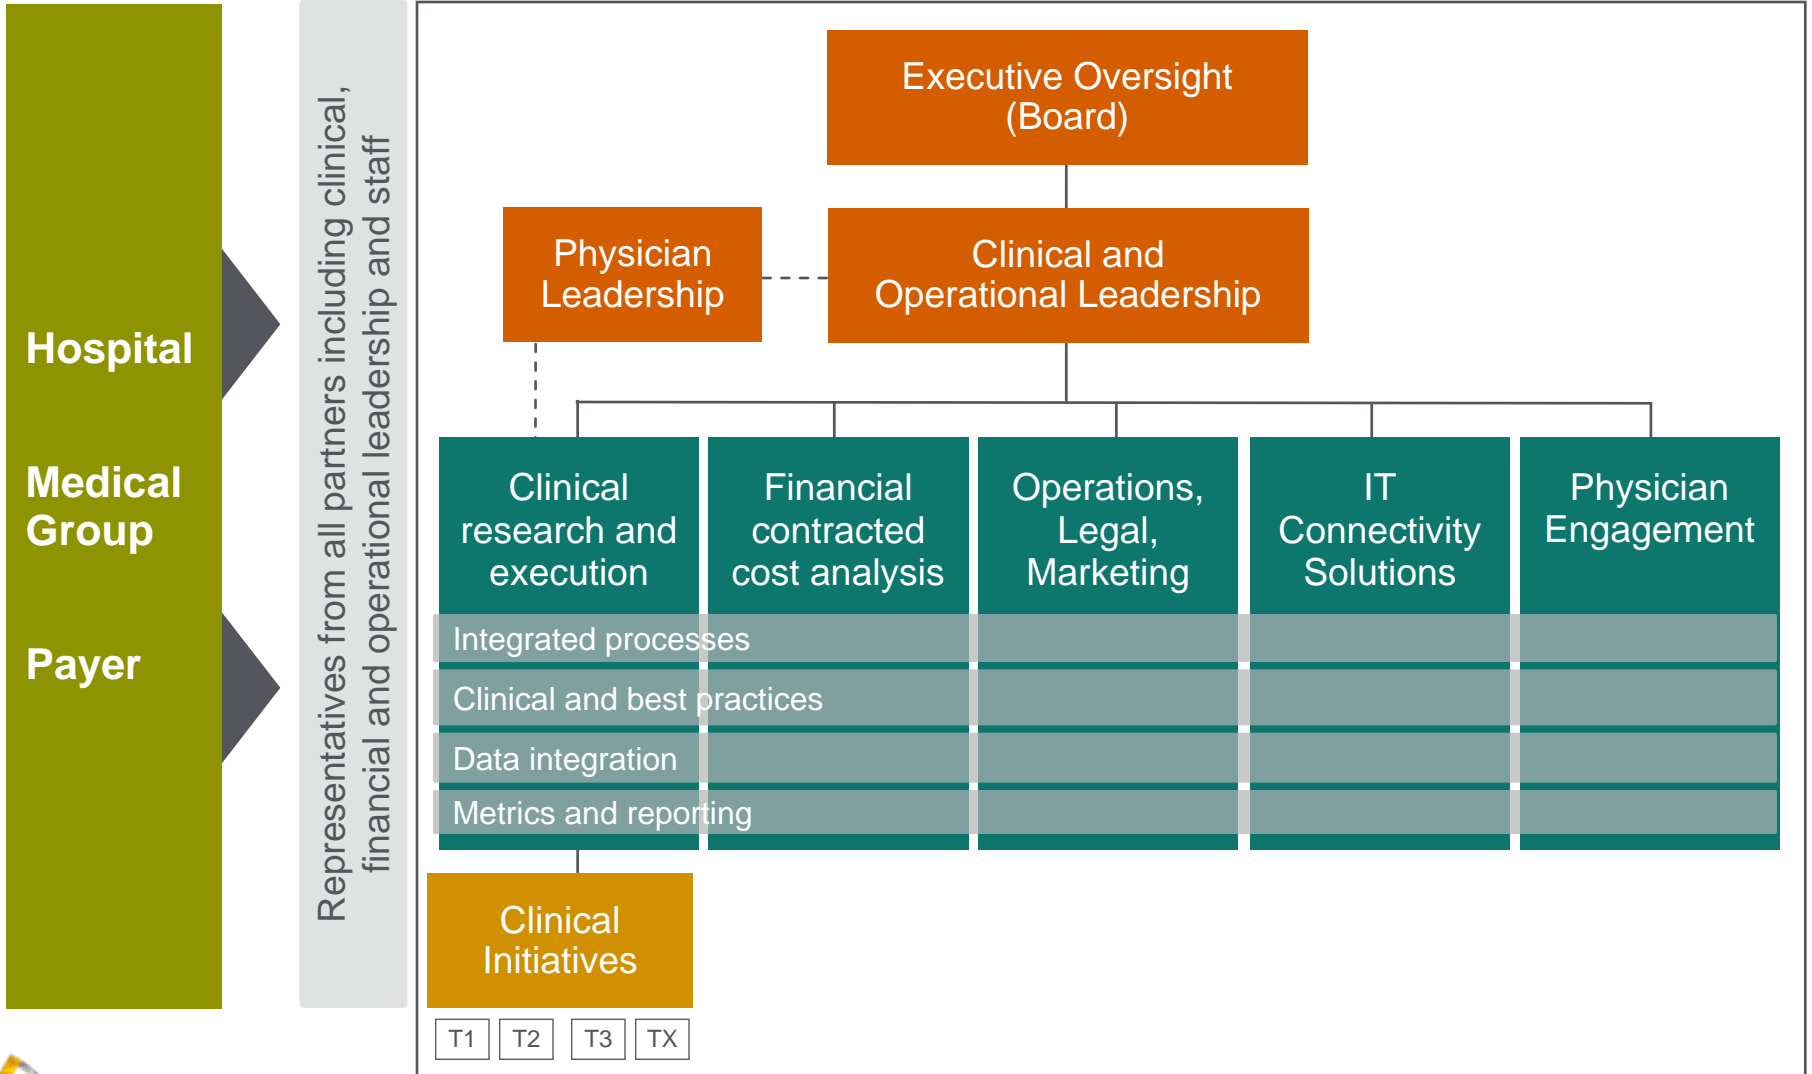 Hospital
Medical
Group
Payer
Representatives from all partners including clinical,
financial and operational leadership and staff
Executive Oversight
(Board)
Physician
Leadership
Clinical and
Operational Leadership
Clinical
research and
execution
Financial
contracted
cost analysis
Operations,
Legal,
Marketing
IT
Connectivity
Solutions
Physician
Engagement
Integrated processes
Clinical and best practices
Data integration
Metrics and reporting
Clinical
Initiatives
T1 T2 T3 TX